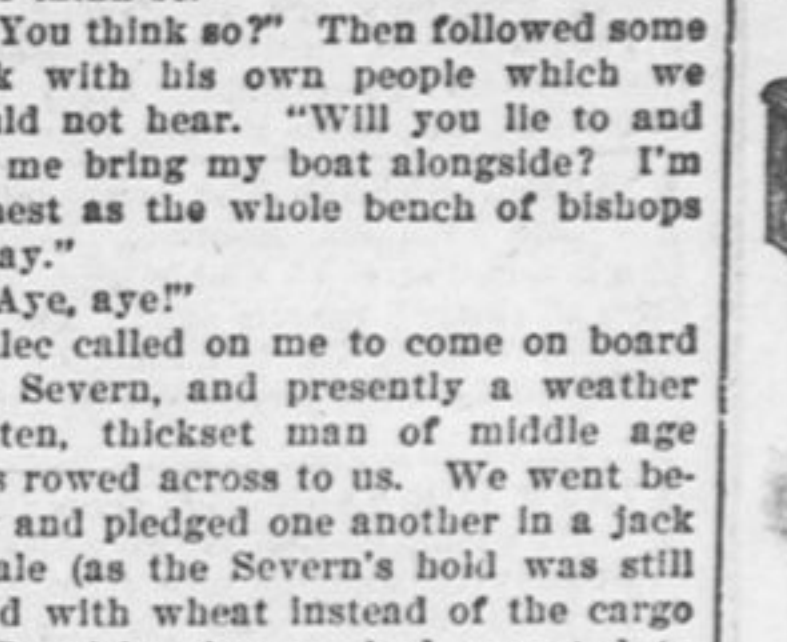 You think so?" Then followed some
k with his own people which we
uld not hear. "Will you lie to and
me bring my boat alongside? I'm
nest as the whole bench of bishops
ay."
Aye, aye!"
lec called on me to come on board
Severn, and presently a weather
ten, thickset man of middle age
s rowed across to us. We went be-
and pledged one another in a jack
ale (as the Severn's hold was still
d with wheat instead of the cargo